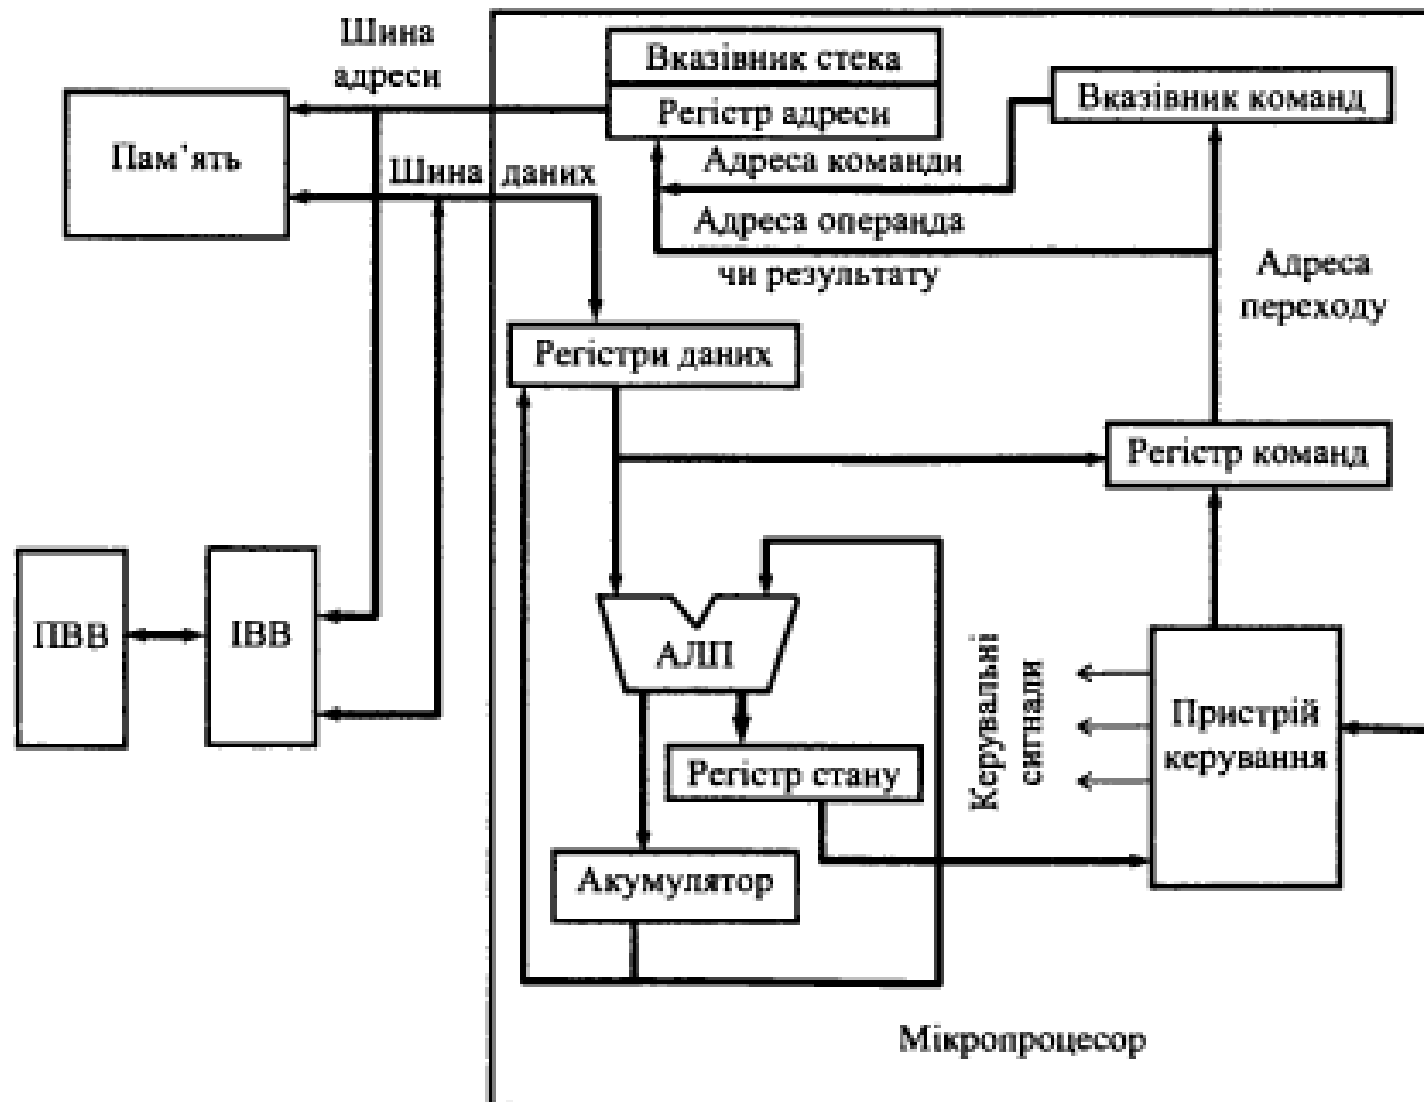 Шина
адреси
Вказівник стека
Регістр адреси
Вказівник команд
Пам’ять
Шина даних
Адреса команди
Адреса операнда
чи результату
Адреса
переходу
Регістри даних
Регістр команд
ПВВ
ІВВ
АЛП
Керувальні
сигнали
Пристрій
керування
Регістр стану
Акумулятор
Мікропроцесор